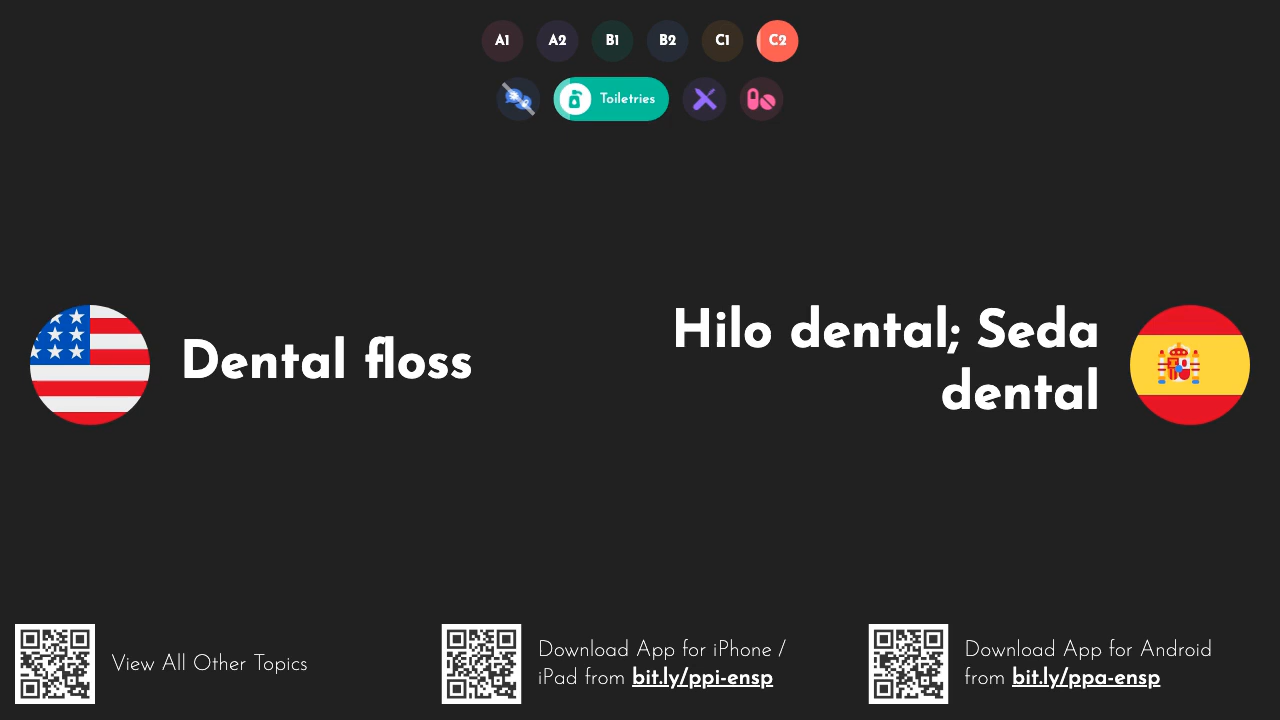 A1 A2 B1 B2 C1 C2
Toiletries
Dental floss
Hilo dental; Seda
dental
View All Other Topics
Download App for iPhone /
iPad from bit.ly/ppi-ensp
Download App for Android
from bit.ly/ppa-ensp